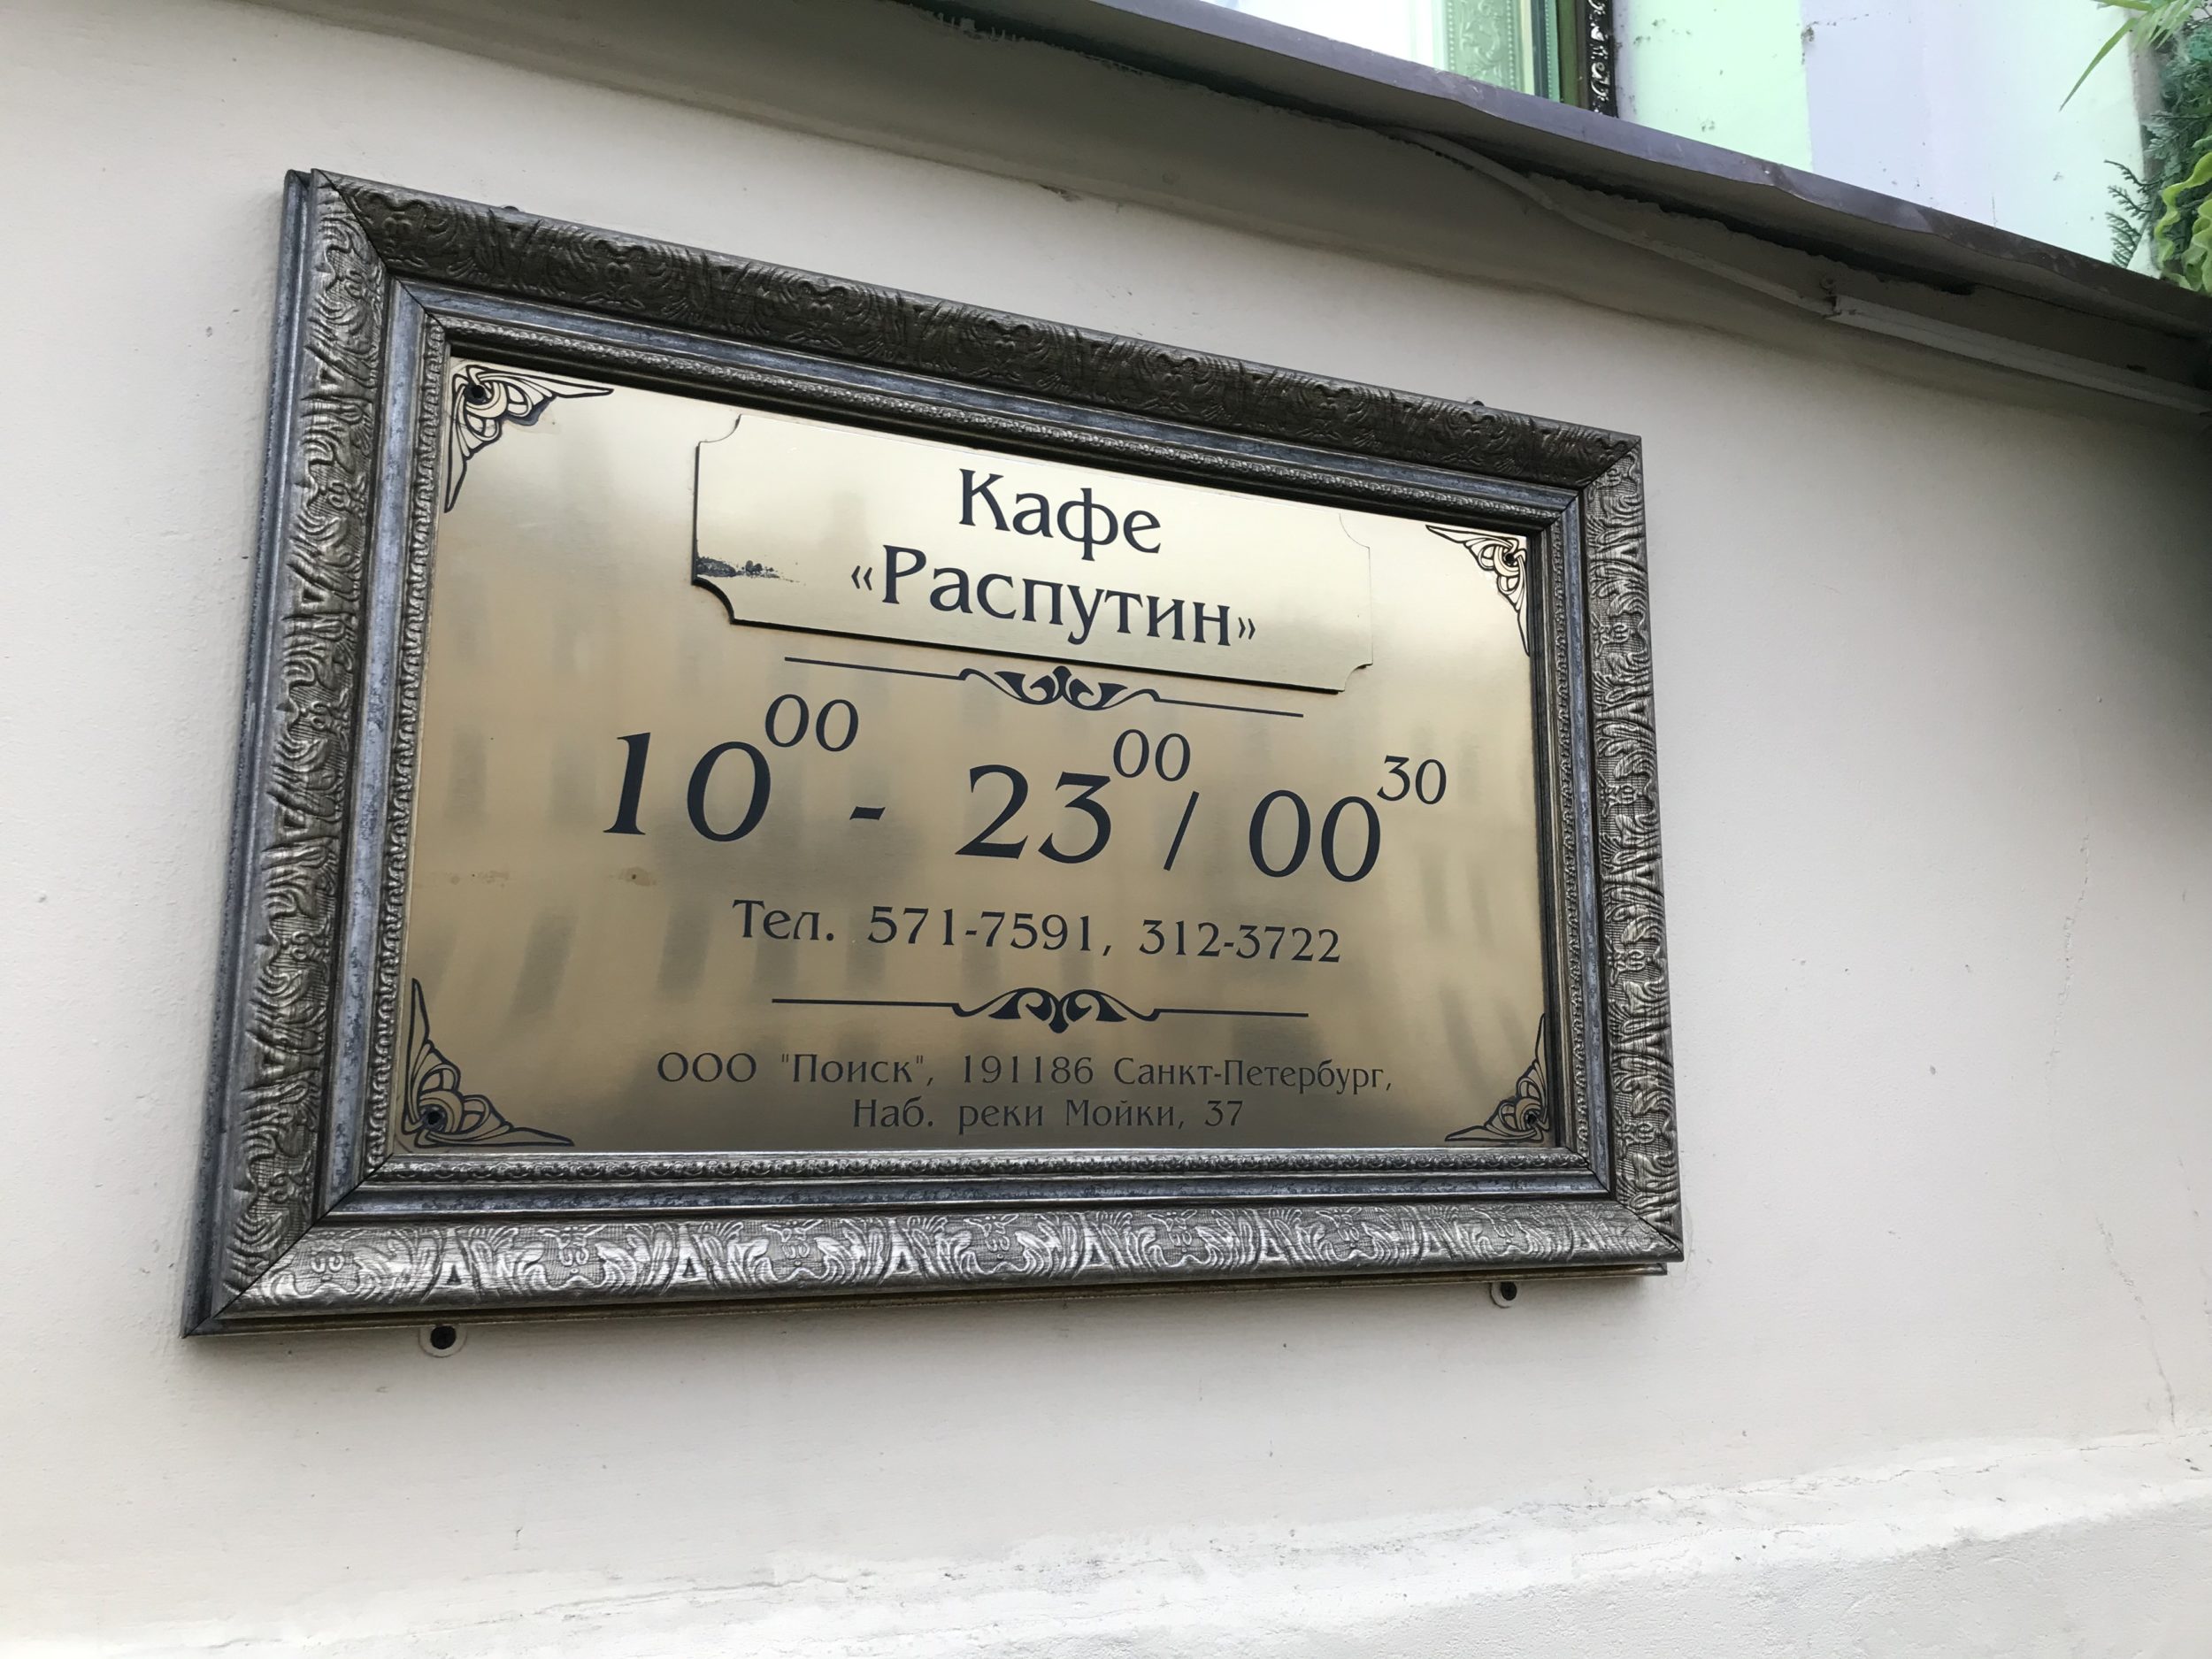 Кафе
«Распутин»
10⁰⁰ - 23⁰⁰/ 00³⁰
Тел. 571-7591, 312-3722
ООО "Поиск", 191186 Санкт-Петербург,
Наб. реки Мойки, 37